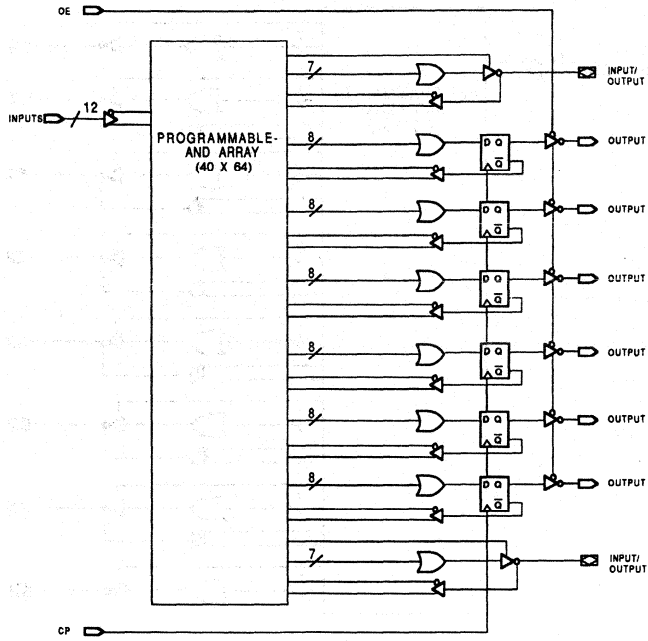 OE
7
INPUT/
OUTPUT
INPUTS
12
PROGRAMMABLE-
AND ARRAY
(40 X 64)
8
D Q
Q
OUTPUT
8
D Q
Q
OUTPUT
8
D Q
Q
OUTPUT
8
D Q
Q
OUTPUT
8
D Q
Q
OUTPUT
8
D Q
Q
OUTPUT
7
INPUT/
OUTPUT
CP